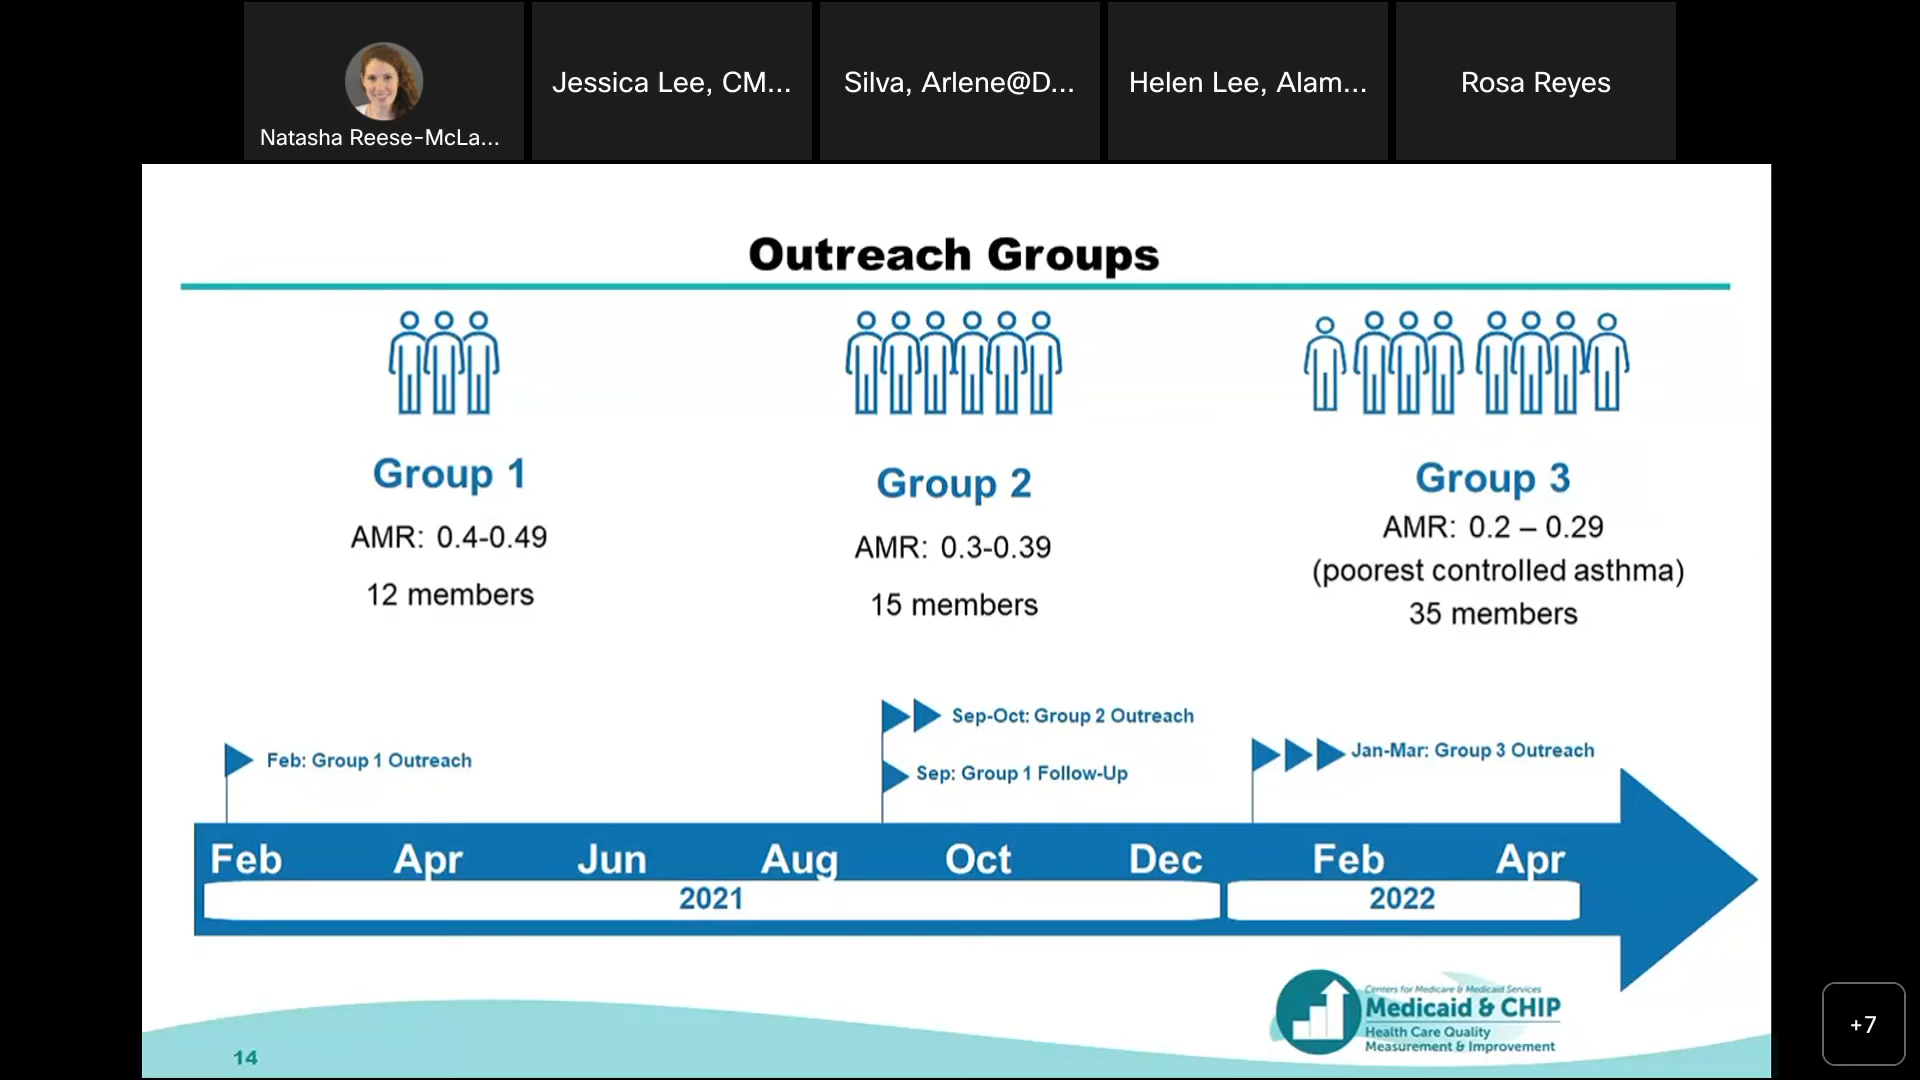 Natasha Reese-McLa...
Jessica Lee, CM...
Silva, Arlene@D...
Helen Lee, Alam...
Rosa Reyes
Outreach Groups
Group 1
AMR: 0.4-0.49
12 members
Group 2
AMR: 0.3-0.39
15 members
Group 3
AMR: 0.2 – 0.29
(poorest controlled asthma)
35 members
Feb: Group 1 Outreach
Sep-Oct: Group 2 Outreach
Sep: Group 1 Follow-Up
Jan-Mar: Group 3 Outreach
Feb Apr Jun Aug Oct Dec Feb Apr
2021 2022
Centers for Medicare & Medicaid Services
Medicaid & CHIP
Health Care Quality
Measurement & Improvement
14
+7